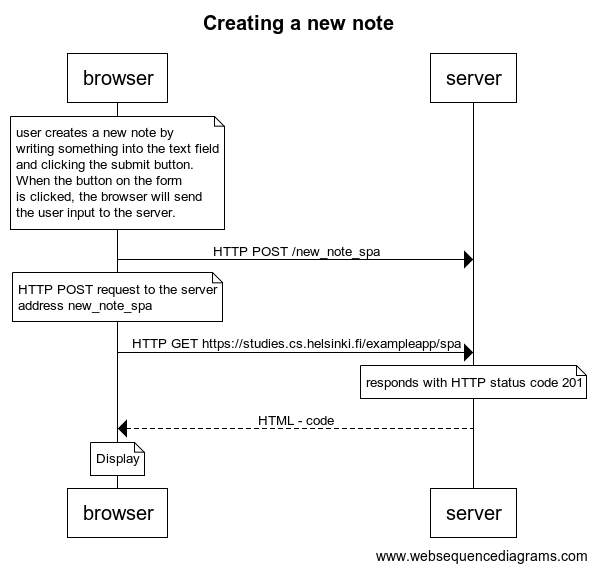 Creating a new note
browser
server
user creates a new note by
writing something into the text field
and clicking the submit button.
When the button on the form
is clicked, the browser will send
the user input to the server.
HTTP POST /new_note_spa
HTTP POST request to the server
address new_note_spa
HTTP GET https://studies.cs.helsinki.fi/exampleapp/spa
responds with HTTP status code 201
HTML - code
Display
browser
server
www.websequencediagrams.com